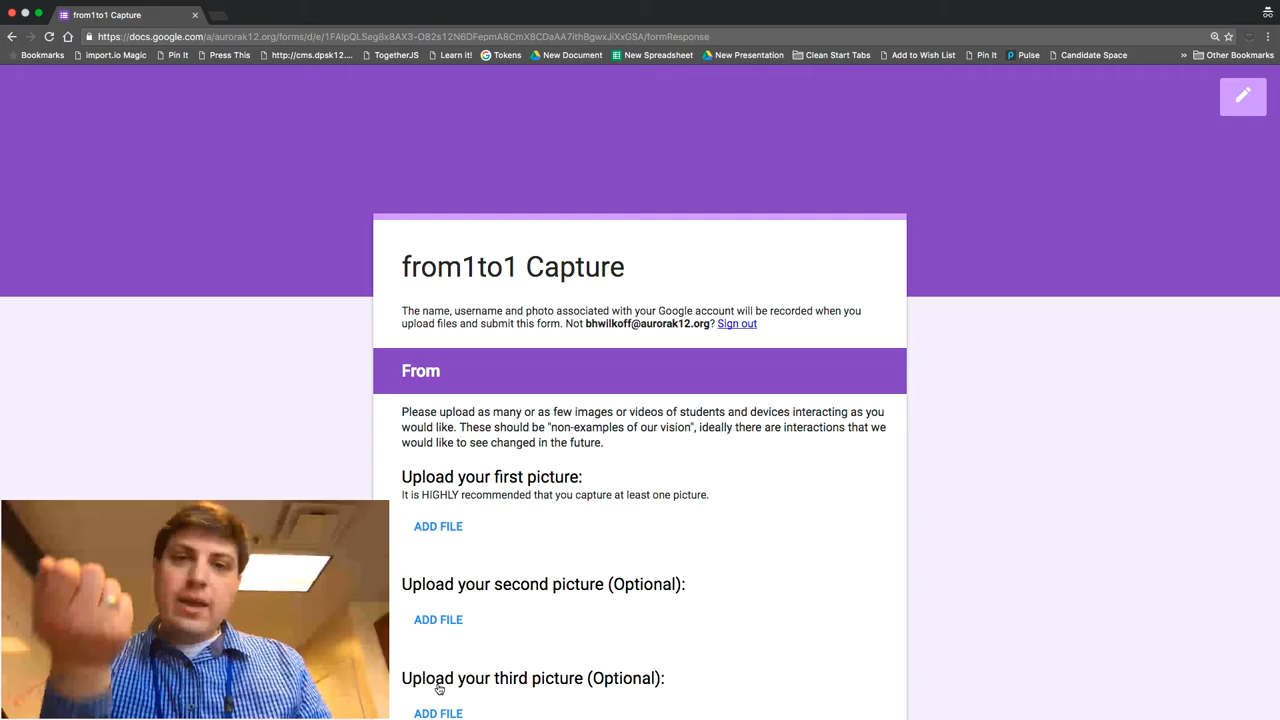 from1to1 Capture
https://docs.google.com/a/aurorak12.org/forms/d/e/1FAIpQLSeg8x8AX3-O82s12N6DFepmA8CmX8CDaAA7ithBgwxJiXxGSA/formResponse
Bookmarks import.io Magic Pin It Press This http://cms.dpsk12.... TogetherJS Learn it! Tokens New Document New Spreadsheet New Presentation Clean Start Tabs Add to Wish List Pin It Pulse Candidate Space » Other Bookmarks
from1to1 Capture
The name, username and photo associated with your Google account will be recorded when you
upload files and submit this form. Not bhwilkoff@aurorak12.org? Sign out
From
Please upload as many or as few images or videos of students and devices interacting as you
would like. These should be "non-examples of our vision", ideally there are interactions that we
would like to see changed in the future.
Upload your first picture:
It is HIGHLY recommended that you capture at least one picture.
ADD FILE
Upload your second picture (Optional):
ADD FILE
Upload your third picture (Optional):
ADD FILE